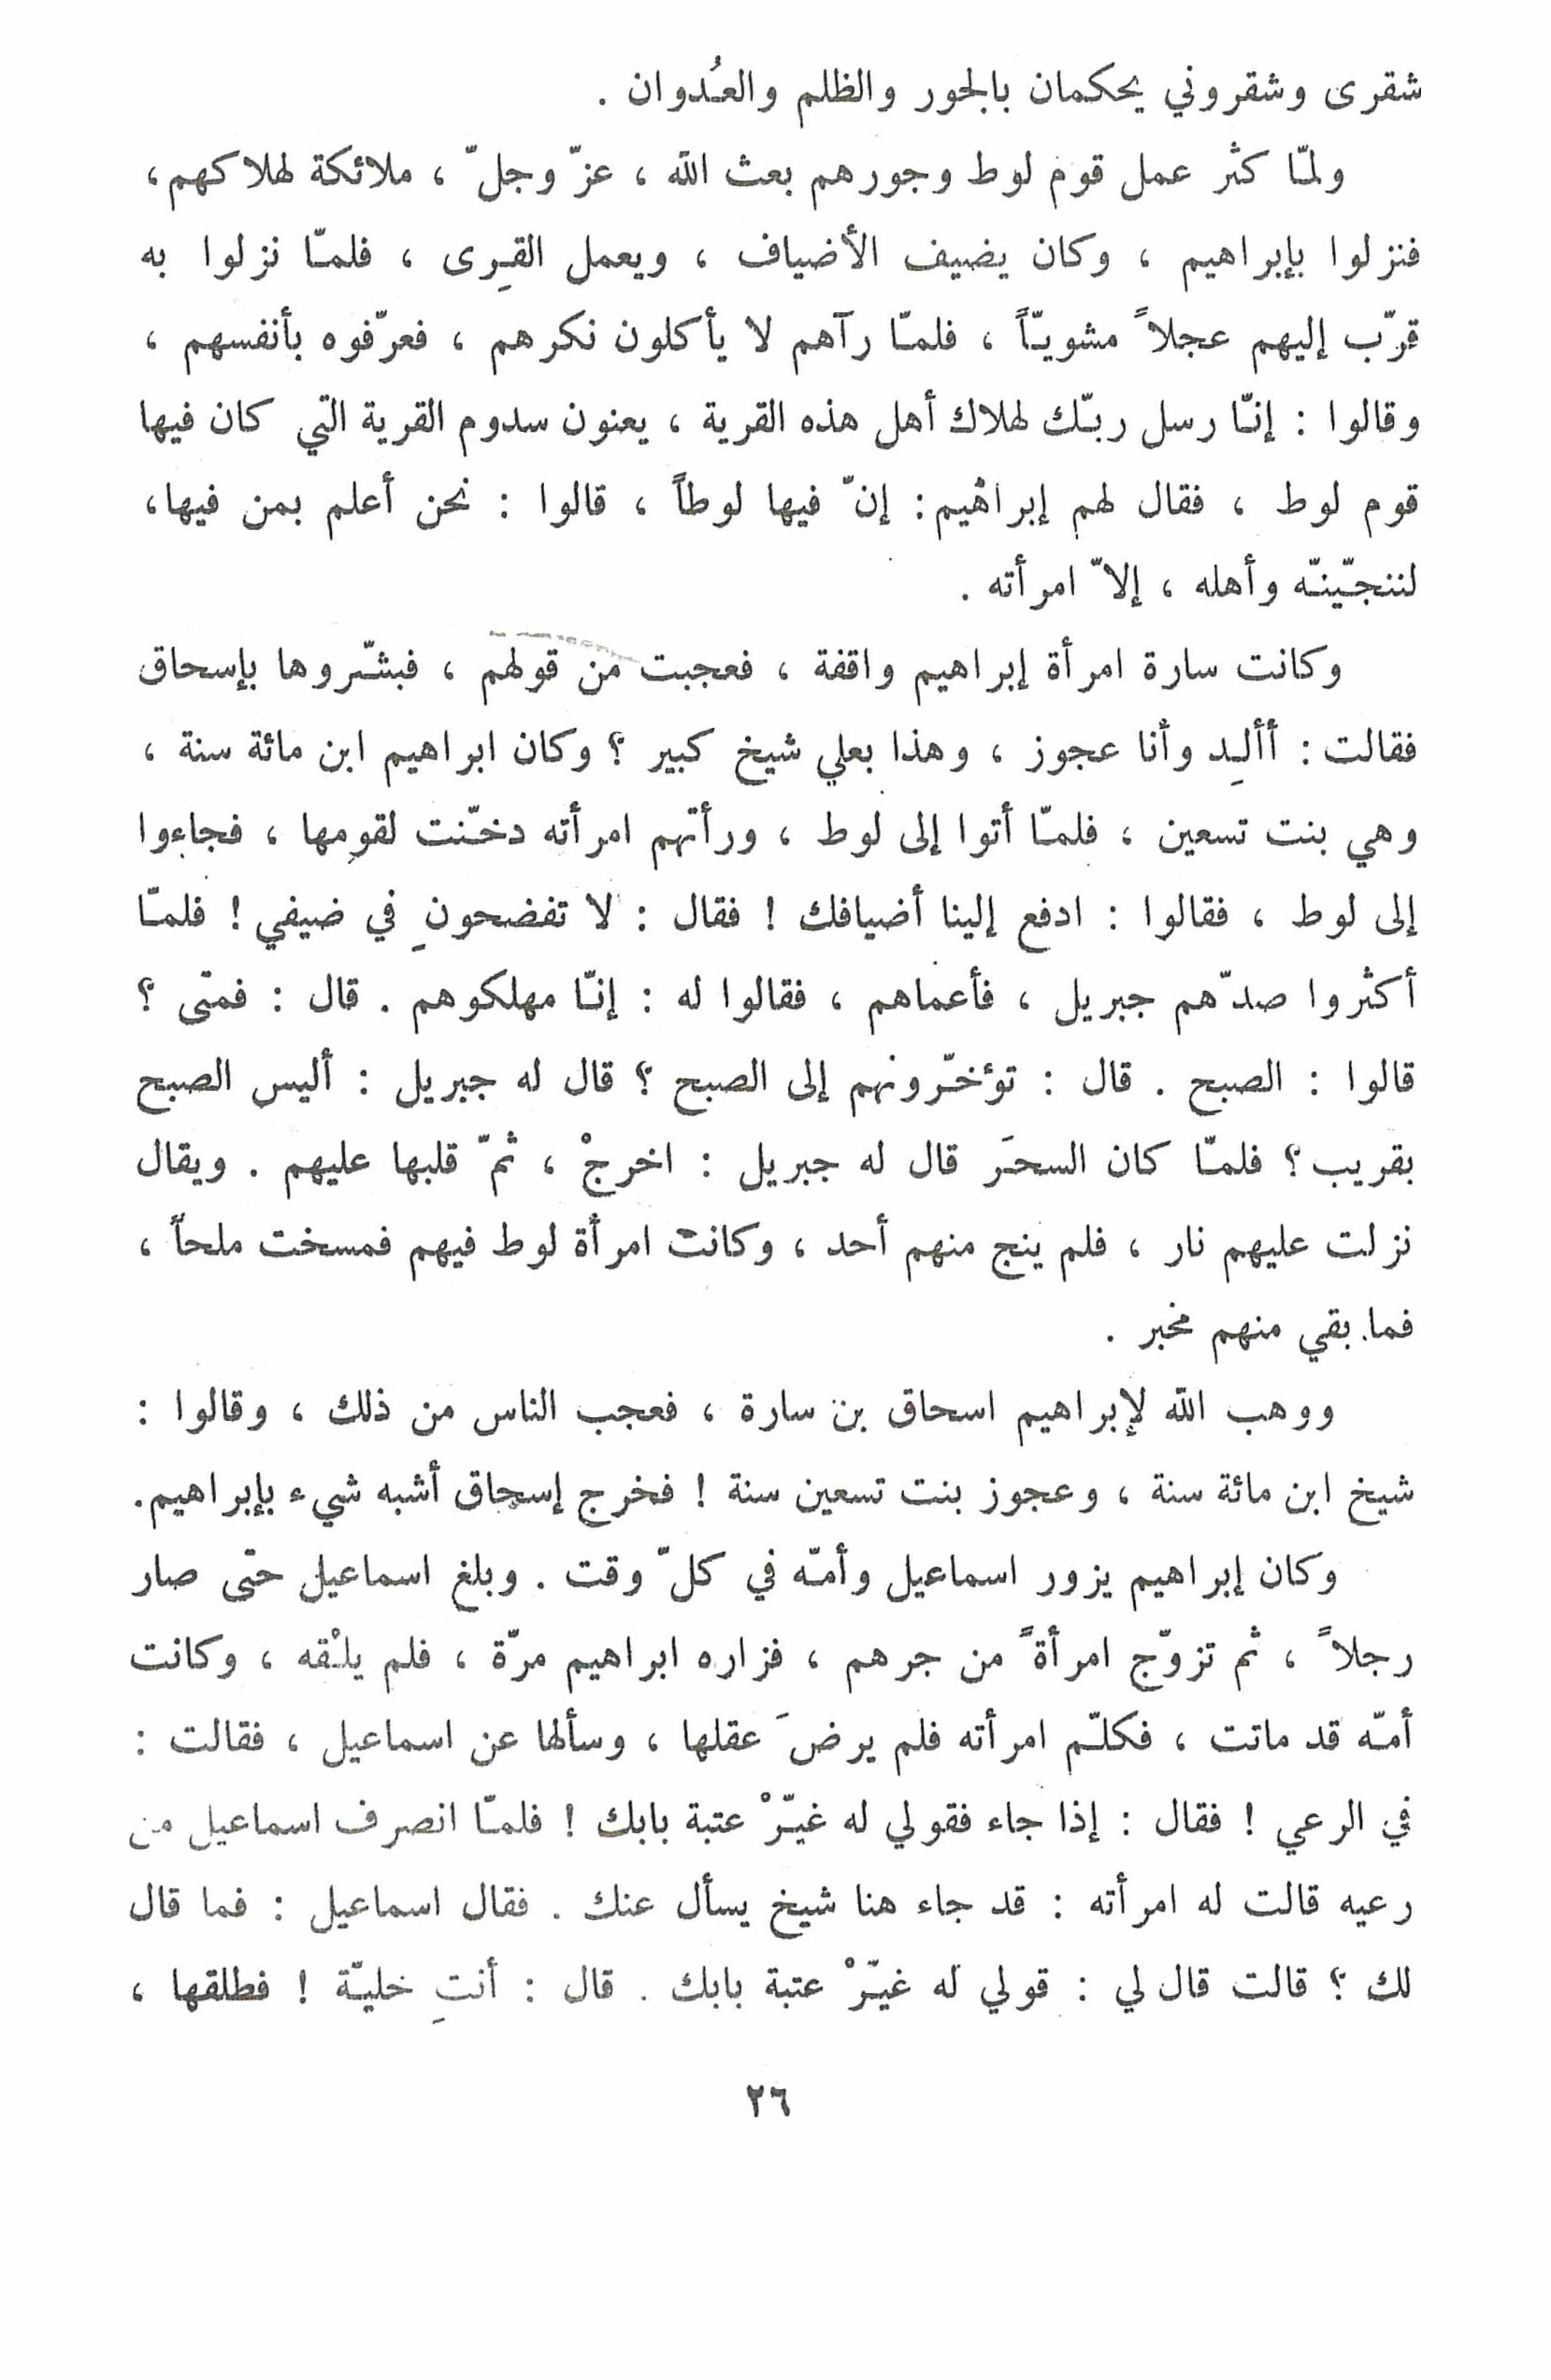 شقرى وشقروني يحكمان بالجور والظلم والعُدوان .
ولمّا كثر عمل قوم لوط وجورهم بعث الله ، عزّ وجلّ ، ملائكة لهلاكهم ،
فنزلوا بإبراهيم ، وكان يضيف الأضياف ، ويعمل القِرى ، فلمّا نزلوا به
قرّب إليهم عجلاً مشويّاً ، فلمّا رآهم لا يأكلون نكرهم ، فعرّفوه بأنفسهم ،
وقالوا : إنّا رسل ربّك لهلاك أهل هذه القرية ، يعنون سدوم القرية التي كان فيها
قوم لوط ، فقال لهم إبراهيم : إنّ فيها لوطاً ، قالوا : نحن أعلم بمن فيها ،
لننجّينّه وأهله ، إلاّ امرأته .
وكانت سارة امرأة إبراهيم واقفة ، فعجبت من قولهم ، فبشّروها بإسحاق
فقالت : أألِد وأنا عجوز ، وهذا بعلي شيخ كبير ؟ وكان ابراهيم ابن مائة سنة ،
وهي بنت تسعين ، فلمّا أتوا إلى لوط ، ورأتهم امرأته دخّنت لقومها ، فجاءوا
إلى لوط ، فقالوا : ادفع إلينا أضيافك ! فقال : لا تفضحونِ في ضيفي ! فلمّا
أكثروا صدّهم جبريل ، فأعماهم ، فقالوا له : إنّا مهلكوهم . قال : فمتى ؟
قالوا : الصبح . قال : تؤخّرونهم إلى الصبح ؟ قال له جبريل : أليس الصبح
بقريب ؟ فلمّا كان السحَر قال له جبريل : اخرجْ ، ثمّ قلبها عليهم . ويقال
نزلت عليهم نار ، فلم ينج منهم أحد ، وكانت امرأة لوط فيهم فمسخت ملحاً ،
فما بقي منهم مخبر .
ووهب الله لإبراهيم اسحاق بن سارة ، فعجب الناس من ذلك ، وقالوا :
شيخ ابن مائة سنة ، وعجوز بنت تسعين سنة ! فخرج إسحاق أشبه شيء بإبراهيم .
وكان إبراهيم يزور اسماعيل وأمّه في كلّ وقت . وبلغ اسماعيل حتى صار
رجلاً ، ثم تزوّج امرأةً من جرهم ، فزاره ابراهيم مرّة ، فلم يلْقه ، وكانت
أمّه قد ماتت ، فكلّم امرأته فلم يرضَ عقلها ، وسألها عن اسماعيل ، فقالت :
في الرعي ! فقال : إذا جاء فقولي له غيّرْ عتبة بابك ! فلمّا انصرف اسماعيل من
رعيه قالت له امرأته : قد جاء هنا شيخ يسأل عنك . فقال اسماعيل : فما قال
لك ؟ قالت قال لي : قولي له غيّرْ عتبة بابك . قال : أنتِ خليّة ! فطلقها ،
٢٦